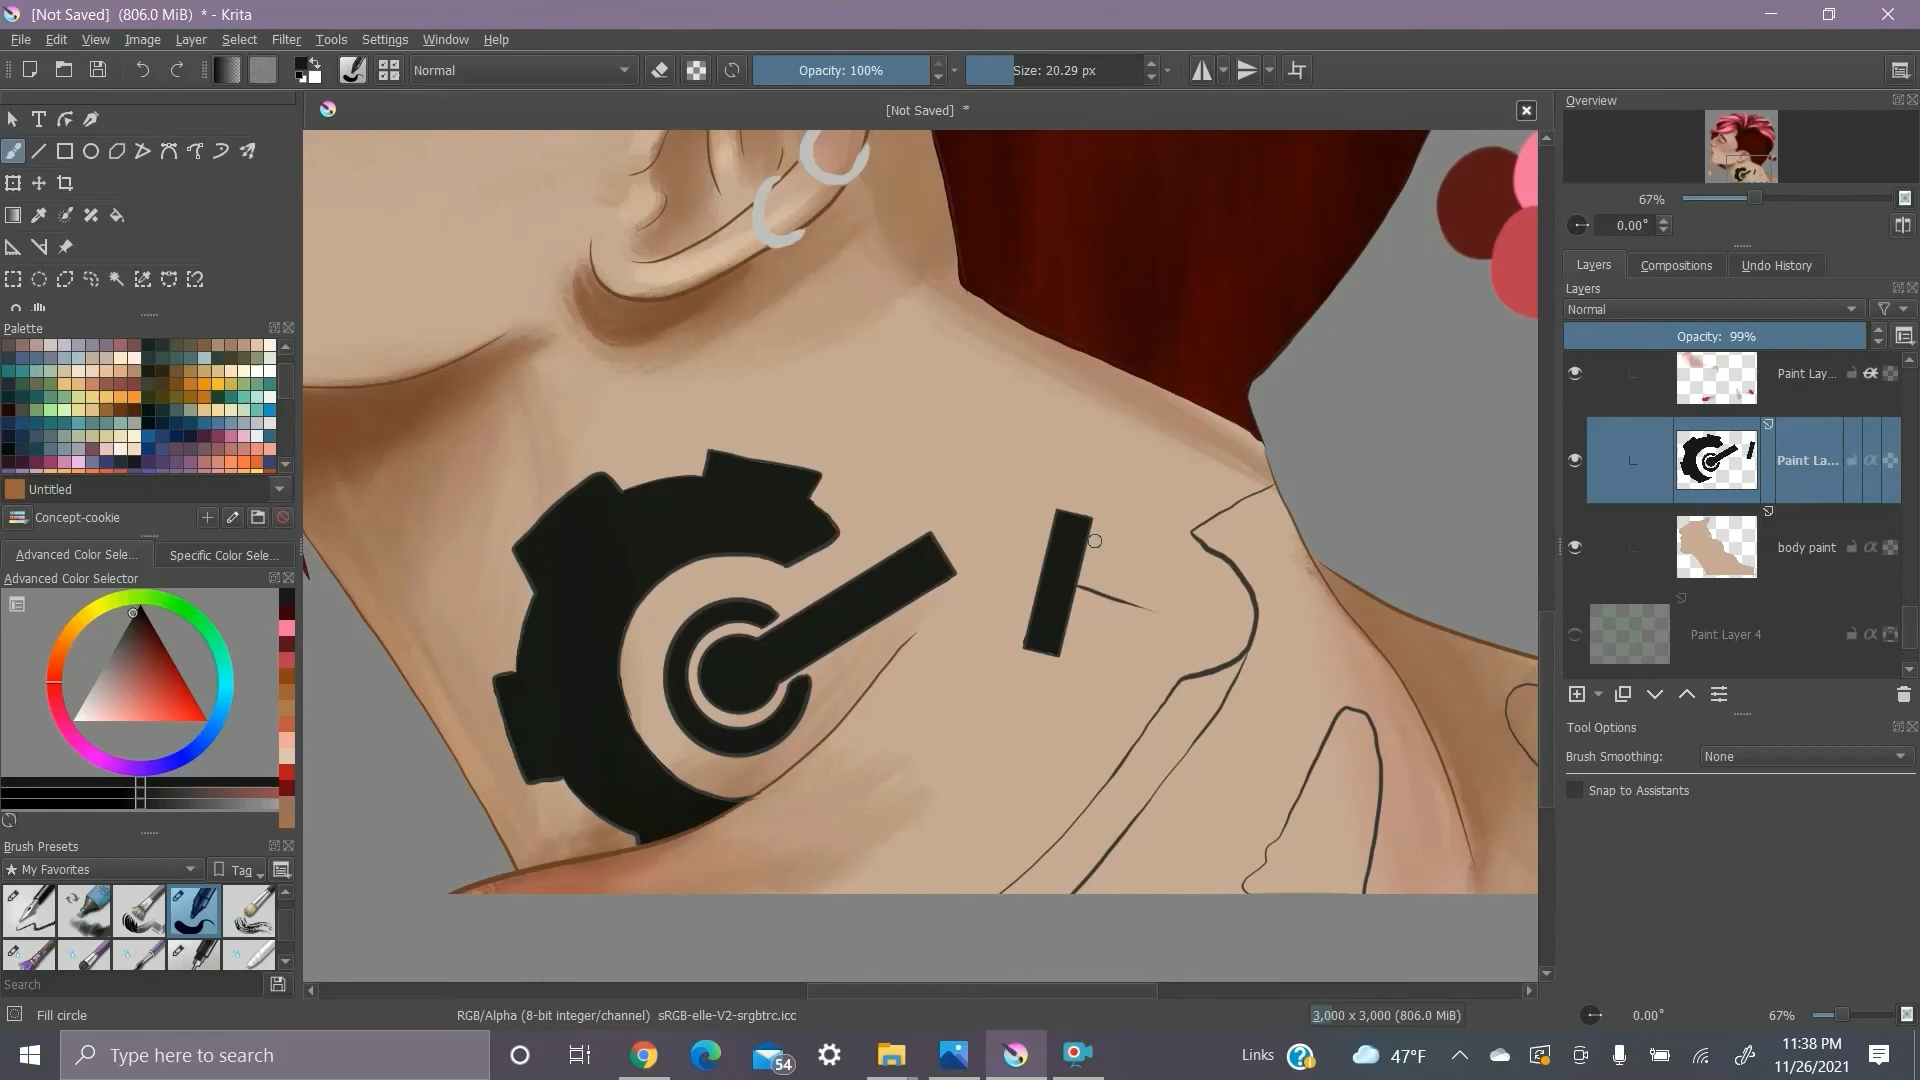 [Not Saved]  (806.0 MiB)  * - Krita
File Edit View Image Layer Select Filter Tools Settings Window Help
Normal
Opacity: 100%
Size: 20.29 px
[Not Saved]  *
Overview
67%
0.00°
Layers Compositions Undo History
Layers
Normal
Opacity:  99%
Paint Lay...
Paint La...
body paint
Paint Layer 4
Tool Options
Brush Smoothing: None
Snap to Assistants
Palette
Untitled
Concept-cookie
Advanced Color Sele... Specific Color Sele...
Advanced Color Selector
Brush Presets
★ My Favorites
Tag
Search
Fill circle
RGB/Alpha (8-bit integer/channel)  sRGB-elle-V2-srgbtrc.icc
3,000 x 3,000 (806.0 MiB)
0.00°
67%
Type here to search
54
Links
47°F
11:38 PM
11/26/2021